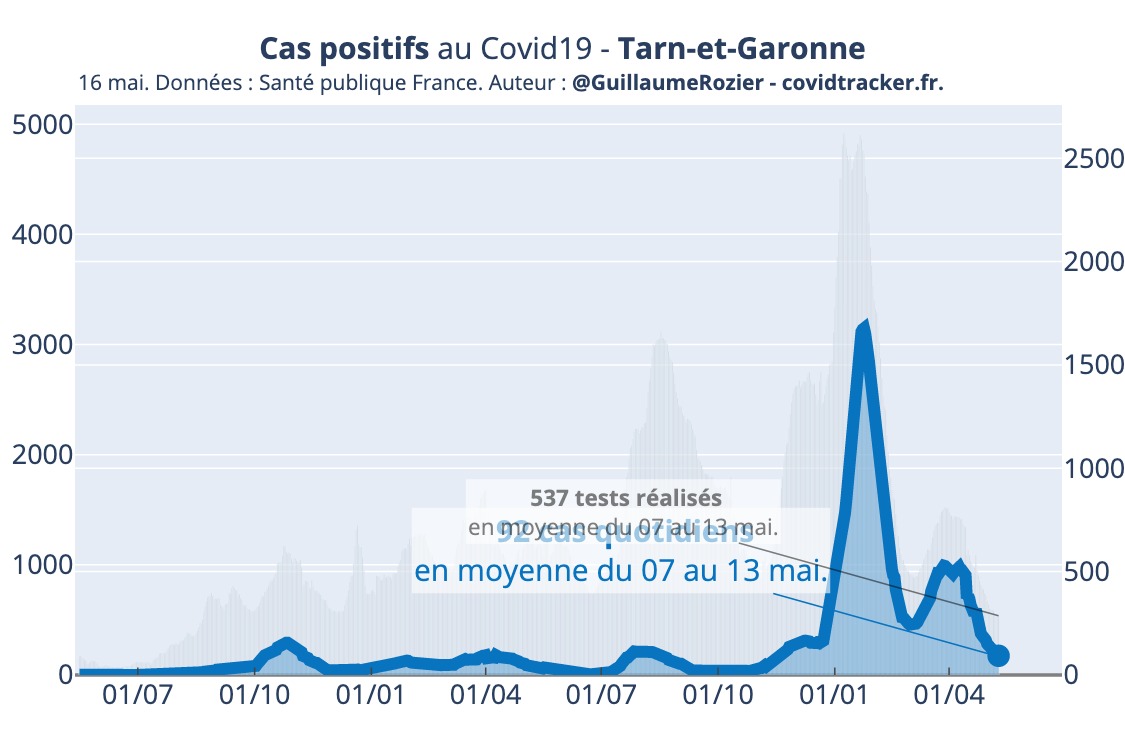 Cas positifs au Covid19 - Tarn-et-Garonne
16 mai. Données : Santé publique France. Auteur : @GuillaumeRozier - covidtracker.fr.
5000
4000
3000
2000
1000
0
2500
2000
1500
1000
500
0
537 tests réalisés
en moyenne du 07 au 13 mai.
92 cas quotidiens
en moyenne du 07 au 13 mai.
01/07 01/10 01/01 01/04 01/07 01/10 01/01 01/04